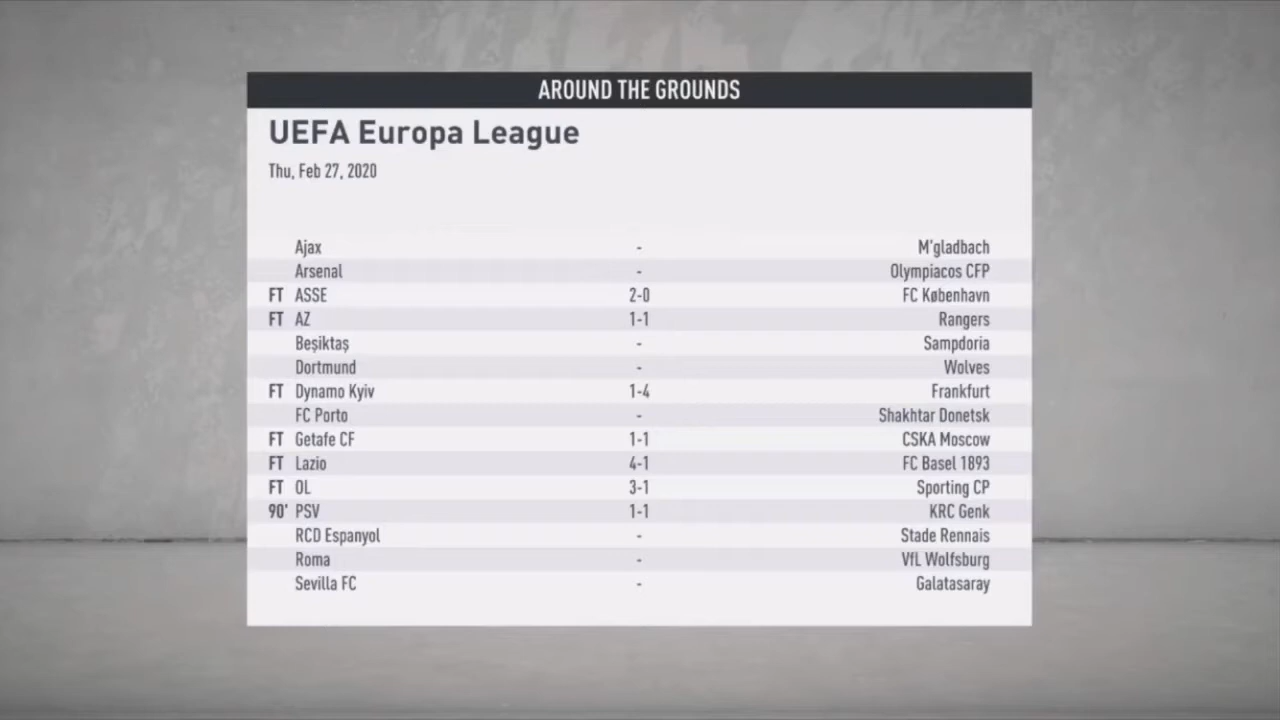 AROUND THE GROUNDS
UEFA Europa League
Thu, Feb 27, 2020
Ajax - M'gladbach
Arsenal - Olympiacos CFP
FT ASSE 2-0 FC København
FT AZ 1-1 Rangers
Beşiktaş - Sampdoria
Dortmund - Wolves
FT Dynamo Kyiv 1-4 Frankfurt
FC Porto - Shakhtar Donetsk
FT Getafe CF 1-1 CSKA Moscow
FT Lazio 4-1 FC Basel 1893
FT OL 3-1 Sporting CP
90' PSV 1-1 KRC Genk
RCD Espanyol - Stade Rennais
Roma - VfL Wolfsburg
Sevilla FC - Galatasaray